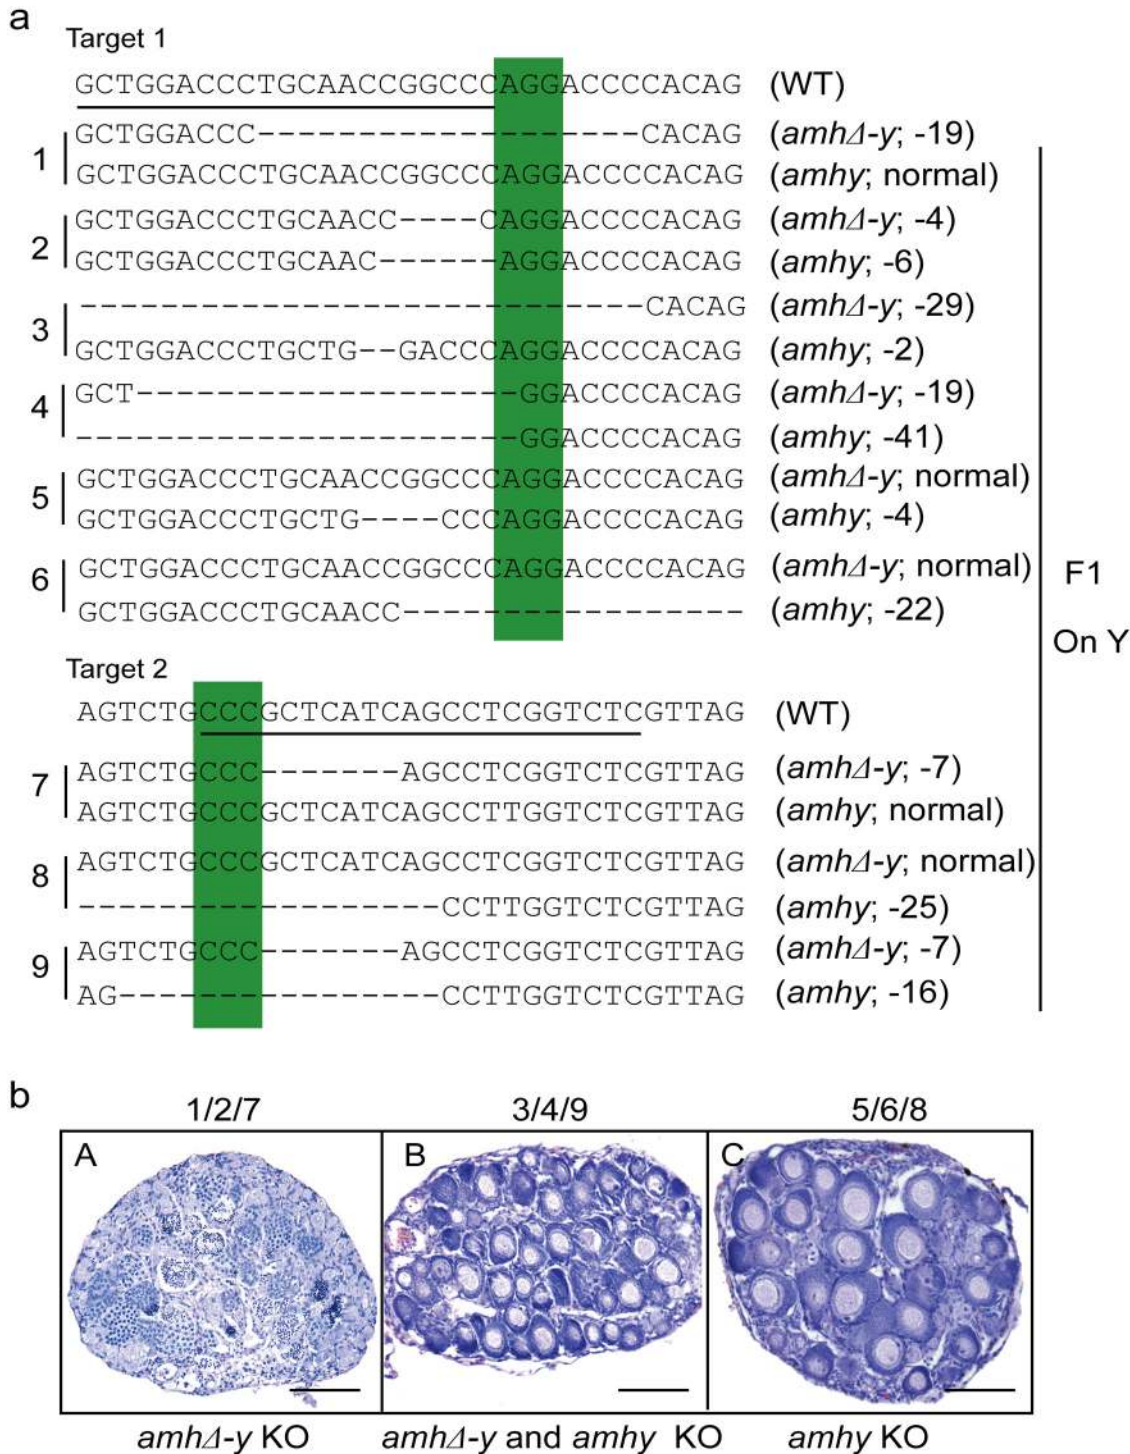 a
Target 1
GCTGGACCCTGCAACCGGCCCAGGACCCCACAG (WT)
1
GCTGGACCC-------------------CACAG (amhΔ-y; -19)
GCTGGACCCTGCAACCGGCCCAGGACCCCACAG (amhy; normal)
2
GCTGGACCCTGCAACC----CAGGACCCCACAG (amhΔ-y; -4)
GCTGGACCCTGCAAC------AGGACCCCACAG (amhy; -6)
3
----------------------------CACAG (amhΔ-y; -29)
GCTGGACCCTGCTG--GACCCAGGACCCCACAG (amhy; -2)
4
GCT-------------------GGACCCCACAG (amhΔ-y; -19)
----------------------GGACCCCACAG (amhy; -41)
5
GCTGGACCCTGCAACCGGCCCAGGACCCCACAG (amhΔ-y; normal)
GCTGGACCCTGCTG----CCCAGGACCCCACAG (amhy; -4)
6
GCTGGACCCTGCAACCGGCCCAGGACCCCACAG (amhΔ-y; normal)
GCTGGACCCTGCAACC----------------- (amhy; -22)
F1
On Y
Target 2
AGTCTGCCCGCTCATCAGCCTCGGTCTCGTTAG (WT)
7
AGTCTGCCC-------AGCCTCGGTCTCGTTAG (amhΔ-y; -7)
AGTCTGCCCGCTCATCAGCCTTGGTCTCGTTAG (amhy; normal)
8
AGTCTGCCCGCTCATCAGCCTCGGTCTCGTTAG (amhΔ-y; normal)
------------------CCTTGGTCTCGTTAG (amhy; -25)
9
AGTCTGCCC-------AGCCTCGGTCTCGTTAG (amhΔ-y; -7)
AG----------------CCTTGGTCTCGTTAG (amhy; -16)
b
1/2/7 3/4/9 5/6/8
A B C
amhΔ-y KO amhΔ-y and amhy KO amhy KO